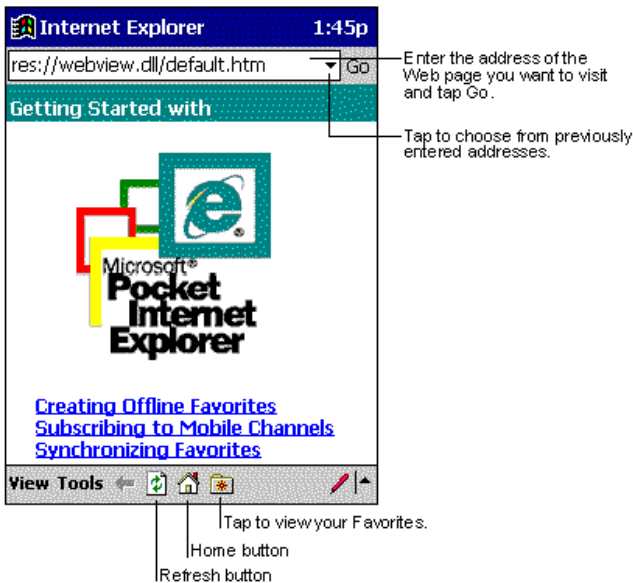 Internet Explorer 1:45p
res://webview.dll/default.htm Go
Enter the address of the
Web page you want to visit
and tap Go.
Getting Started with
Tap to choose from previously
entered addresses.
Microsoft®
Pocket
Internet
Explorer
Creating Offline Favorites
Subscribing to Mobile Channels
Synchronizing Favorites
View Tools
Tap to view your Favorites.
Home button
Refresh button